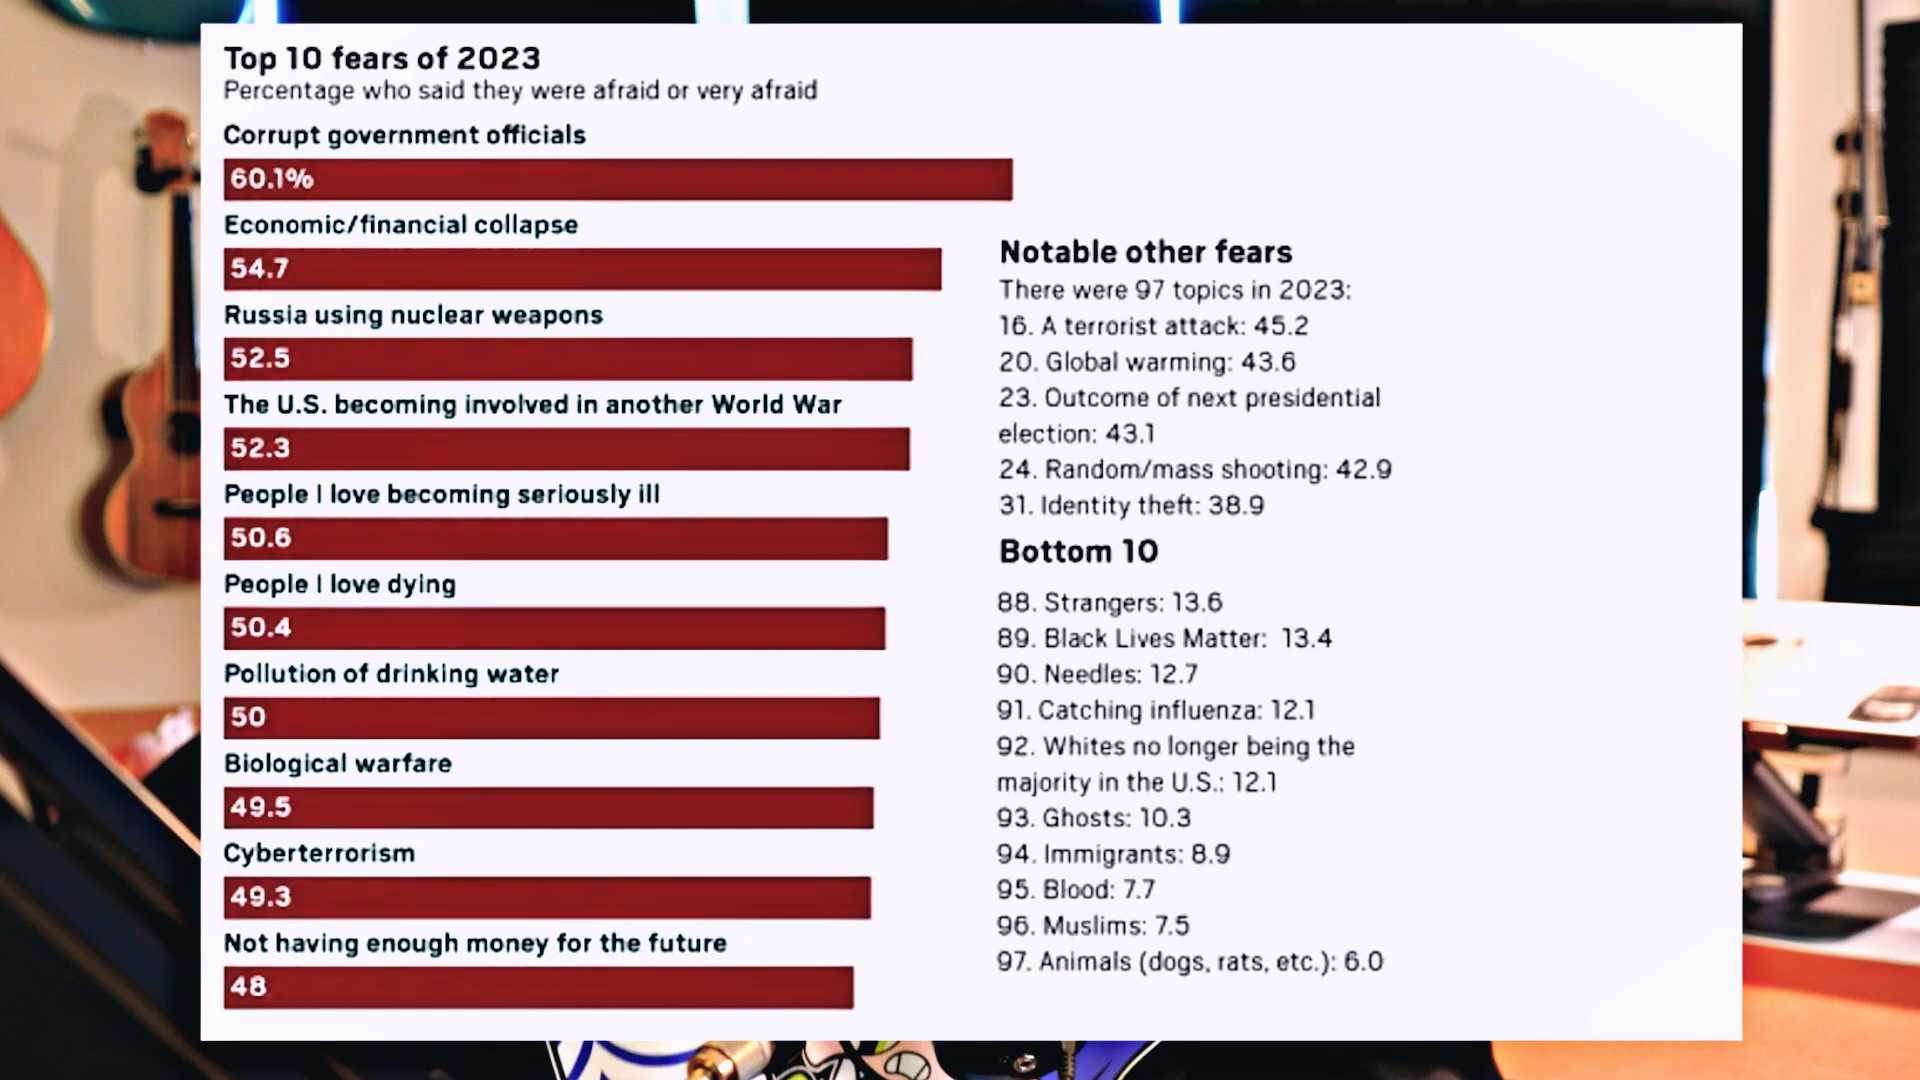 Top 10 fears of 2023
Percentage who said they were afraid or very afraid
Corrupt government officials
60.1%
Economic/financial collapse
54.7
Russia using nuclear weapons
52.5
The U.S. becoming involved in another World War
52.3
People I love becoming seriously ill
50.6
People I love dying
50.4
Pollution of drinking water
50
Biological warfare
49.5
Cyberterrorism
49.3
Not having enough money for the future
48
Notable other fears
There were 97 topics in 2023:
16. A terrorist attack: 45.2
20. Global warming: 43.6
23. Outcome of next presidential
election: 43.1
24. Random/mass shooting: 42.9
31. Identity theft: 38.9
Bottom 10
88. Strangers: 13.6
89. Black Lives Matter: 13.4
90. Needles: 12.7
91. Catching influenza: 12.1
92. Whites no longer being the
majority in the U.S.: 12.1
93. Ghosts: 10.3
94. Immigrants: 8.9
95. Blood: 7.7
96. Muslims: 7.5
97. Animals (dogs, rats, etc.): 6.0